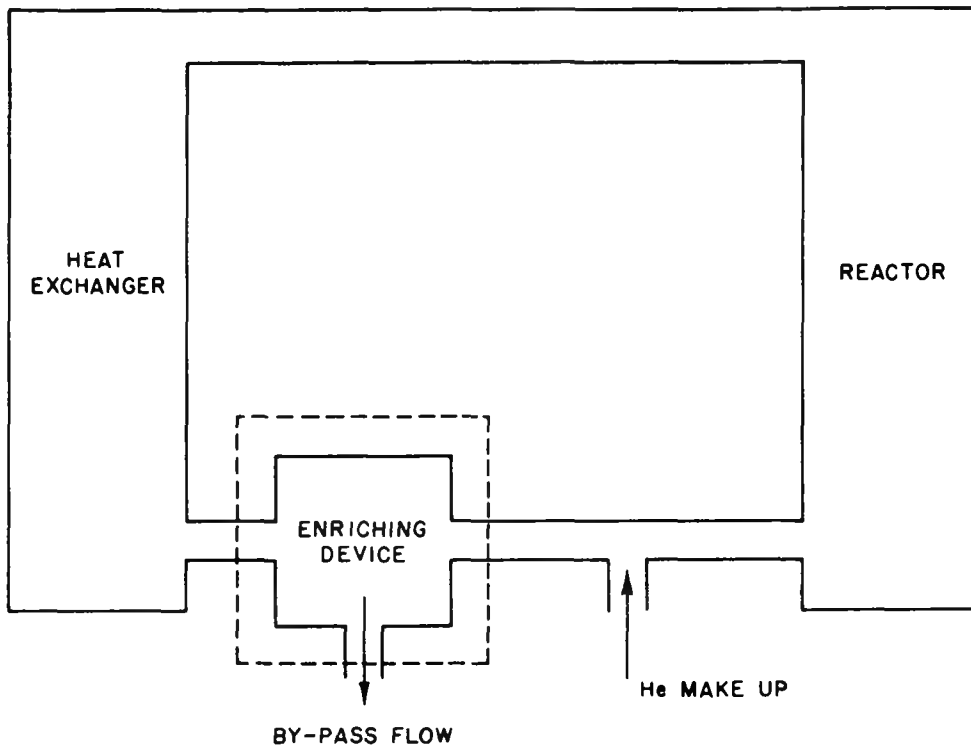 HEAT
EXCHANGER
REACTOR
ENRICHING
DEVICE
He MAKE UP
BY-PASS FLOW